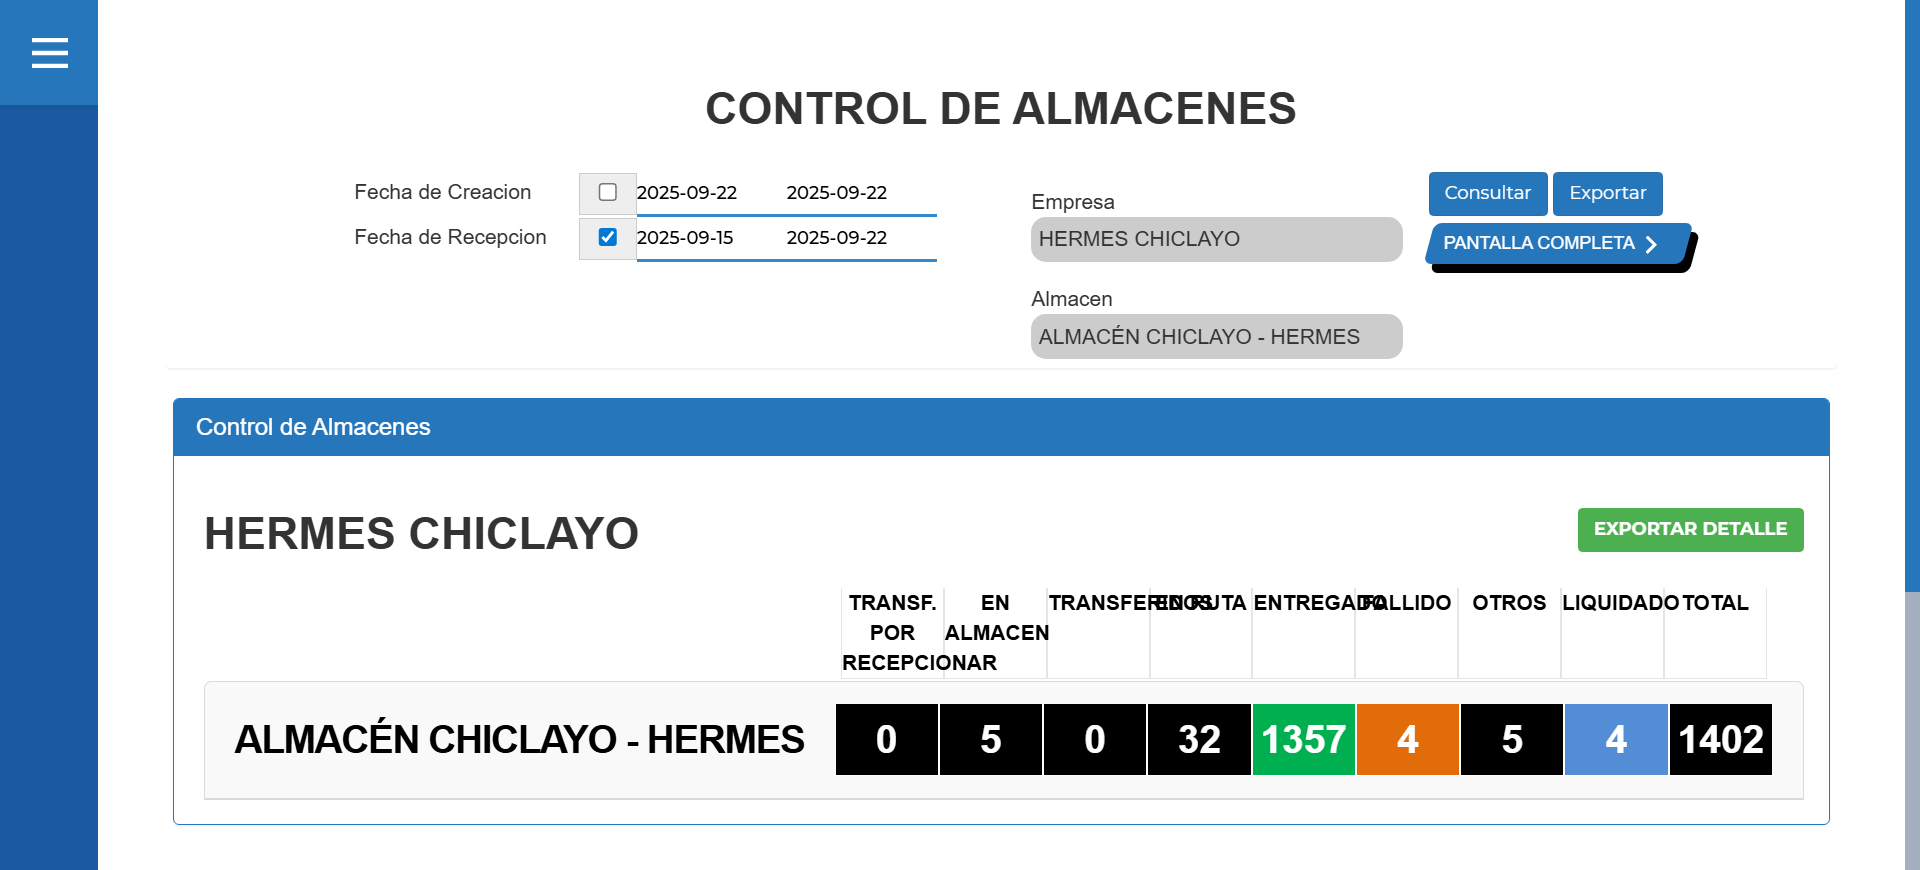 CONTROL DE ALMACENES
Fecha de Creacion 2025-09-22 2025-09-22
Fecha de Recepcion 2025-09-15 2025-09-22
Empresa
HERMES CHICLAYO
Almacen
ALMACÉN CHICLAYO - HERMES
Consultar Exportar
PANTALLA COMPLETA
Control de Almacenes
HERMES CHICLAYO
EXPORTAR DETALLE
TRANSF. POR RECEPCIONAR
EN ALMACEN
TRANSFERIDOS
EN RUTA
ENTREGADO
FALLIDO
OTROS
LIQUIDADO
TOTAL
ALMACÉN CHICLAYO - HERMES 0 5 0 32 1357 4 5 4 1402